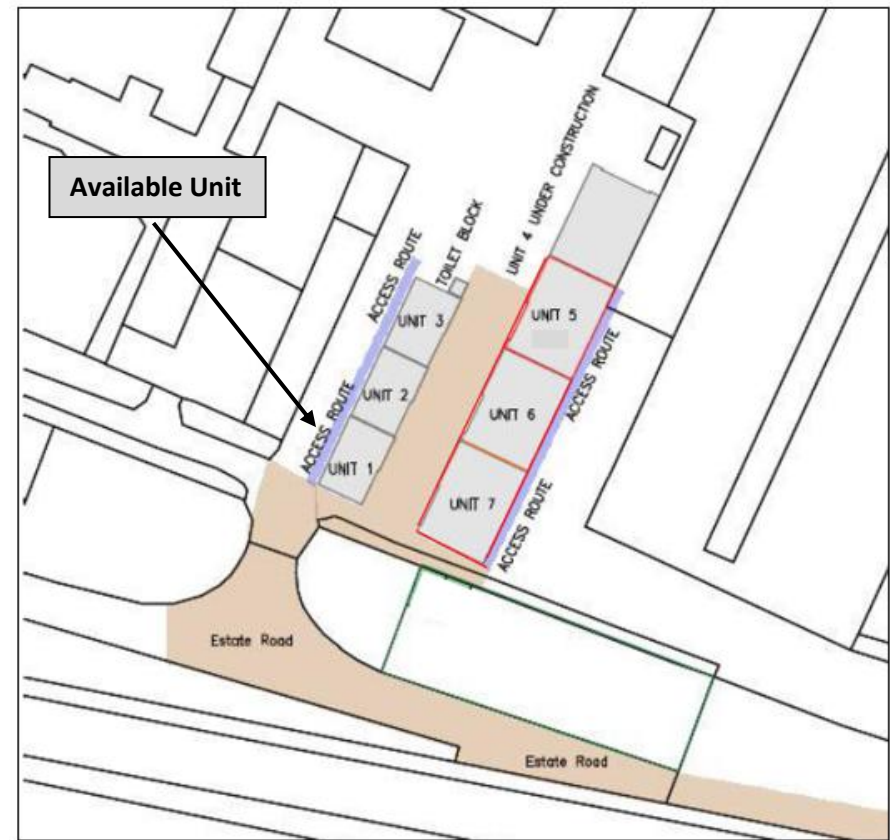 Available Unit
UNIT 4 UNDER CONSTRUCTION
TOILET BLOCK
ACCESS ROUTE
UNIT 3
UNIT 5
ACCESS ROUTE
UNIT 2
ACCESS ROUTE
UNIT 6
UNIT 1
UNIT 7
ACCESS ROUTE
Estate Road
Estate Road